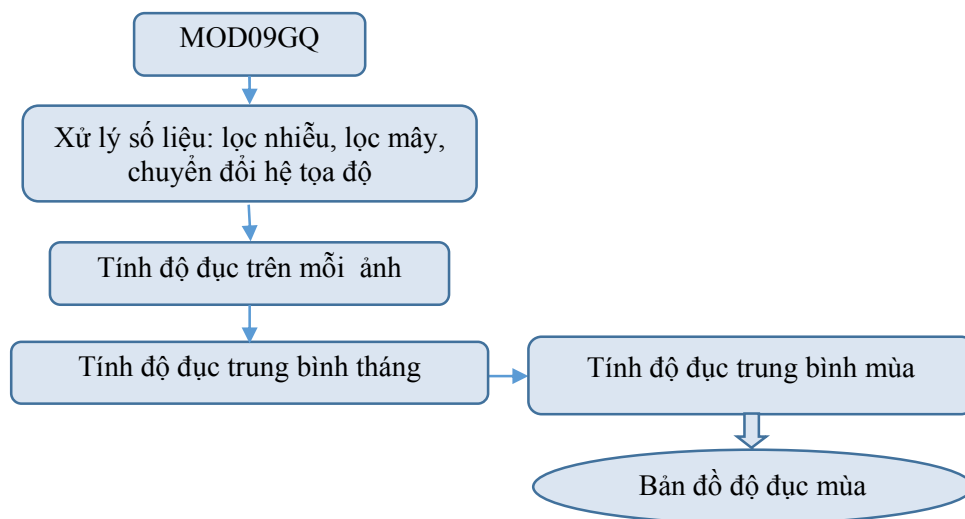 MOD09GQ
Xử lý số liệu: lọc nhiễu, lọc mây,
chuyển đổi hệ tọa độ
Tính độ đục trên mỗi ảnh
Tính độ đục trung bình tháng
Tính độ đục trung bình mùa
Bản đồ độ đục mùa